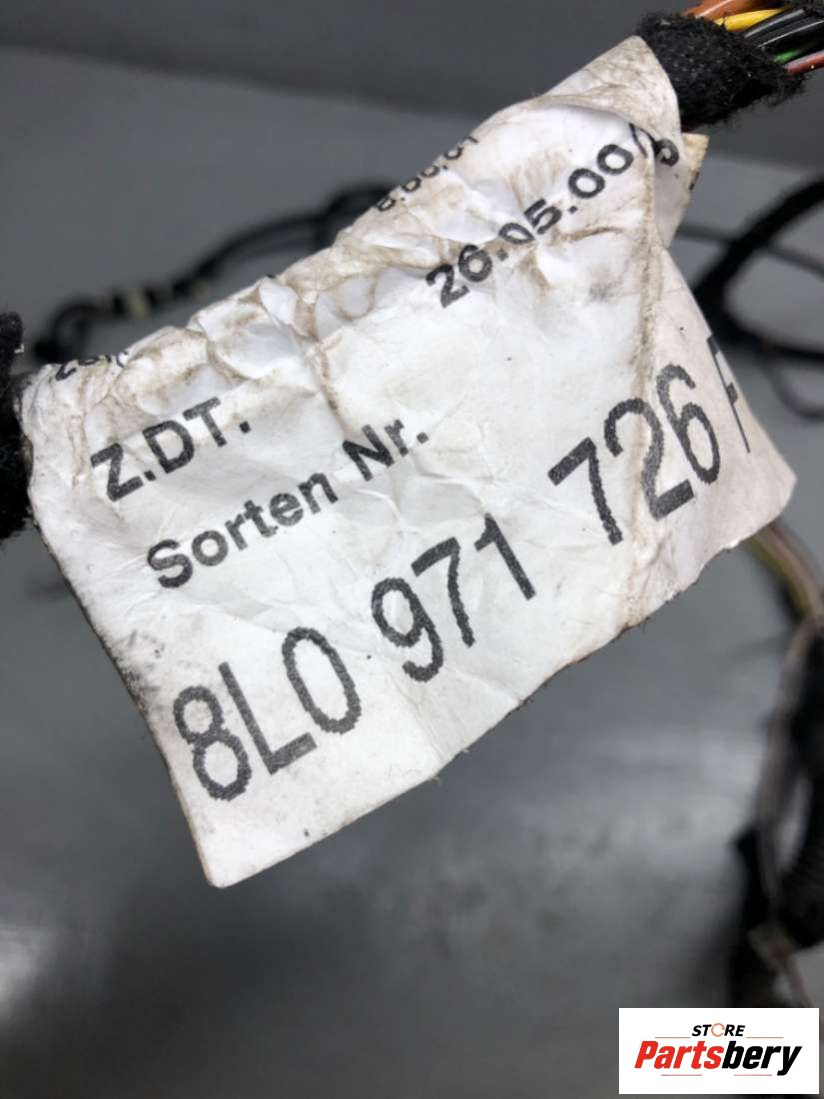 26.05.00
Z.DT.
Sorten Nr.
8L0 971 726
STORE
Partsbery